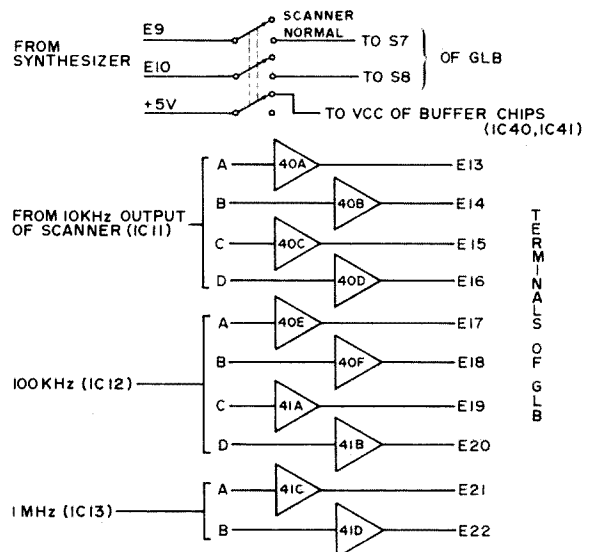 SCANNER
E9 NORMAL TO S7
FROM SYNTHESIZER
E10 TO S8
OF GLB
+5V TO VCC OF BUFFER CHIPS
(IC40,IC41)
A 40A E13
B 40B E14
FROM 10KHz OUTPUT
OF SCANNER (IC11)
C 40C E15
D 40D E16
A 40E E17
B 40F E18
100KHz (IC12)
C 41A E19
D 41B E20
A 41C E21
1MHz (IC13)
B 41D E22
TERMINALS OF GLB